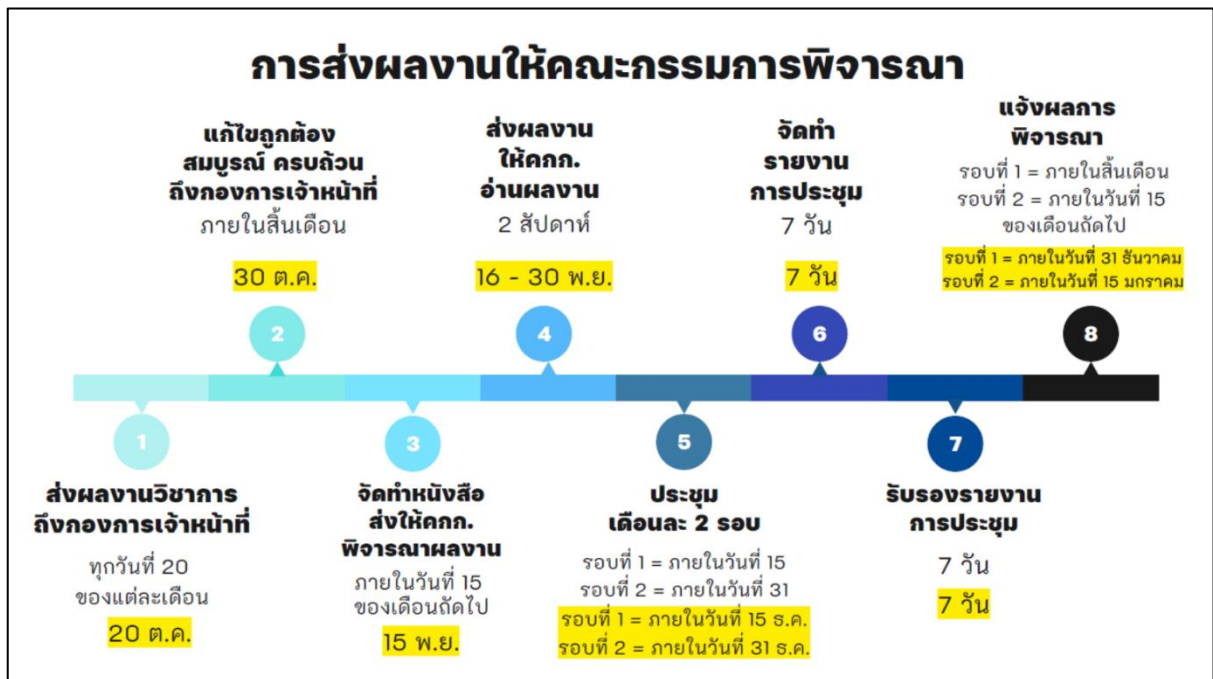 การส่งผลงานให้คณะกรรมการพิจารณา
1
ส่งผลงานวิชาการ
ถึงกองการเจ้าหน้าที่
ทุกวันที่ 20
ของแต่ละเดือน
20 ต.ค.
แก้ไขถูกต้อง
สมบูรณ์ ครบถ้วน
ถึงกองการเจ้าหน้าที่
ภายในสิ้นเดือน
30 ต.ค.
2
3
จัดทำหนังสือ
ส่งให้คกก.
พิจารณาผลงาน
ภายในวันที่ 15
ของเดือนถัดไป
15 พ.ย.
ส่งผลงาน
ให้คกก.
อ่านผลงาน
2 สัปดาห์
16 - 30 พ.ย.
4
5
ประชุม
เดือนละ 2 รอบ
รอบที่ 1 = ภายในวันที่ 15
รอบที่ 2 = ภายในวันที่ 31
รอบที่ 1 = ภายในวันที่ 15 ธ.ค.
รอบที่ 2 = ภายในวันที่ 31 ธ.ค.
จัดทำ
รายงาน
การประชุม
7 วัน
7 วัน
6
7
รับรองรายงาน
การประชุม
7 วัน
7 วัน
แจ้งผลการ
พิจารณา
รอบที่ 1 = ภายในสิ้นเดือน
รอบที่ 2 = ภายในวันที่ 15
ของเดือนถัดไป
รอบที่ 1 = ภายในวันที่ 31 ธันวาคม
รอบที่ 2 = ภายในวันที่ 15 มกราคม
8